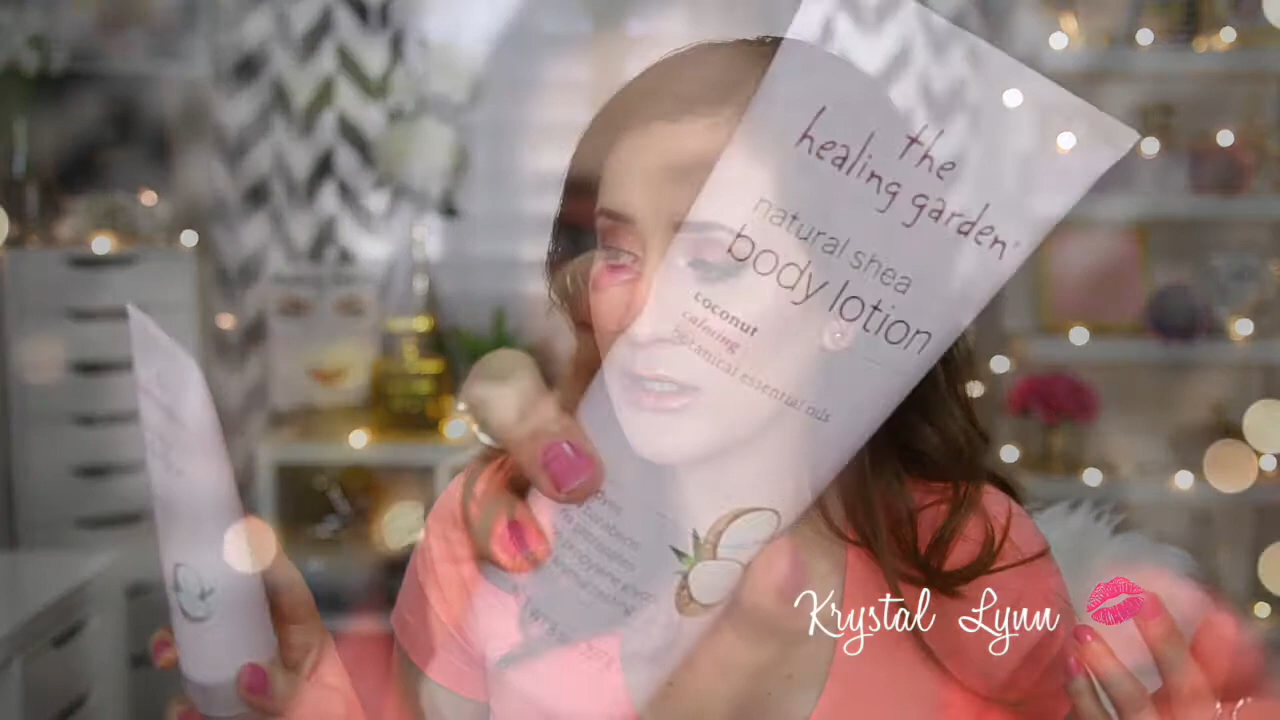 the
healing garden
natural shea
body lotion
coconut
calming
botanical essential oils
Krystal Lynn